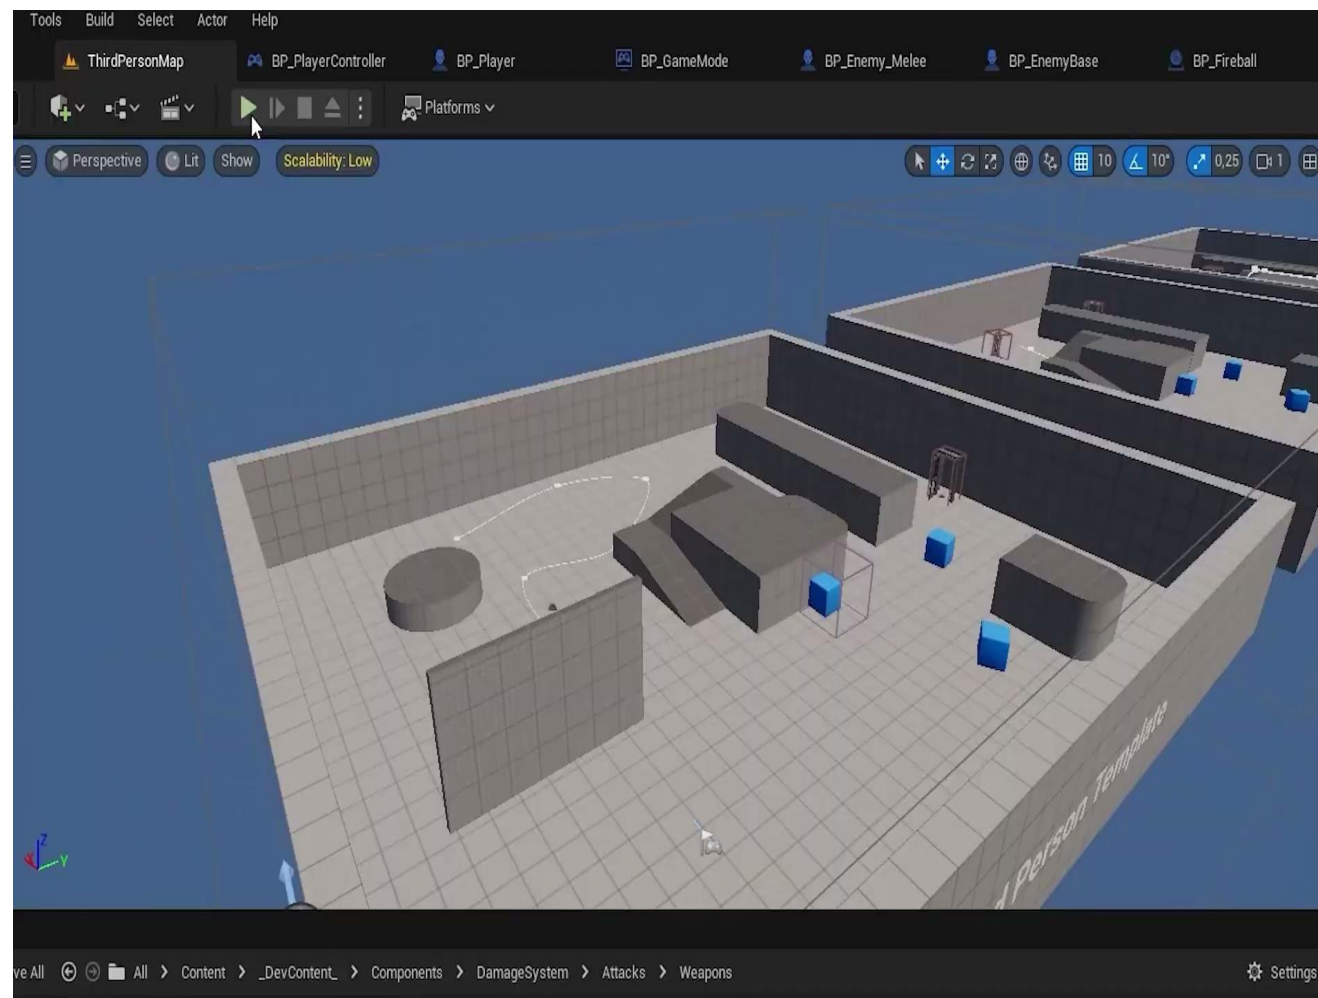 Tools Build Select Actor Help
ThirdPersonMap BP_PlayerController BP_Player BP_GameMode BP_Enemy_Melee BP_EnemyBase BP_Fireball
Platforms
Perspective Lit Show Scalability: Low 10 10° 0,25 1
Person Template
Z
X Y
ve All All > Content > _DevContent_ > Components > DamageSystem > Attacks > Weapons Settings